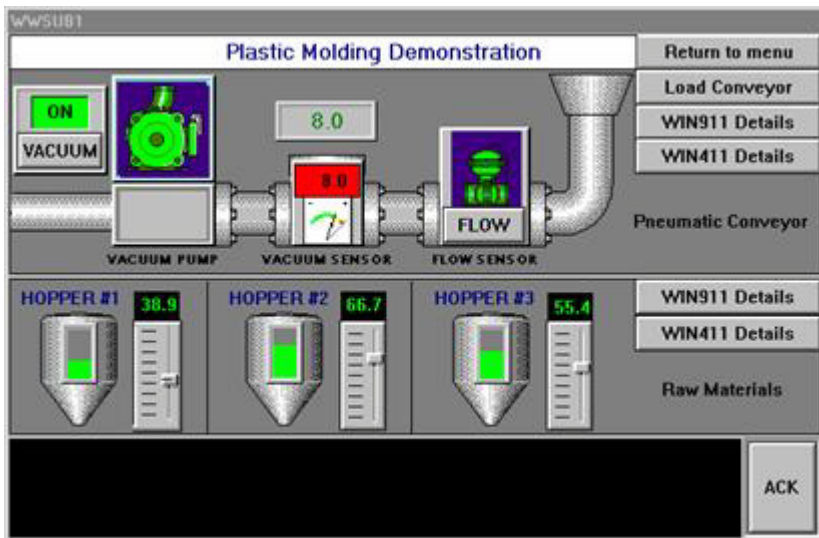 WWSUB1
Plastic Molding Demonstration
Return to menu
Load Conveyor
WIN911 Details
WIN411 Details
ON
VACUUM
8.0
8.0
- +
FLOW
Pneumatic Conveyor
VACUUM PUMP
VACUUM SENSOR
FLOW SENSOR
HOPPER #1
38.9
HOPPER #2
66.7
HOPPER #3
55.4
WIN911 Details
WIN411 Details
Raw Materials
ACK